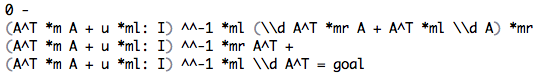 0 -
(A^T *m A + u *ml: I) ^^-1 *ml (\\d A^T *mr A + A^T *ml \\d A) *mr
(A^T *m A + u *ml: I) ^^-1 *mr A^T +
(A^T *m A + u *ml: I) ^^-1 *ml \\d A^T = goal